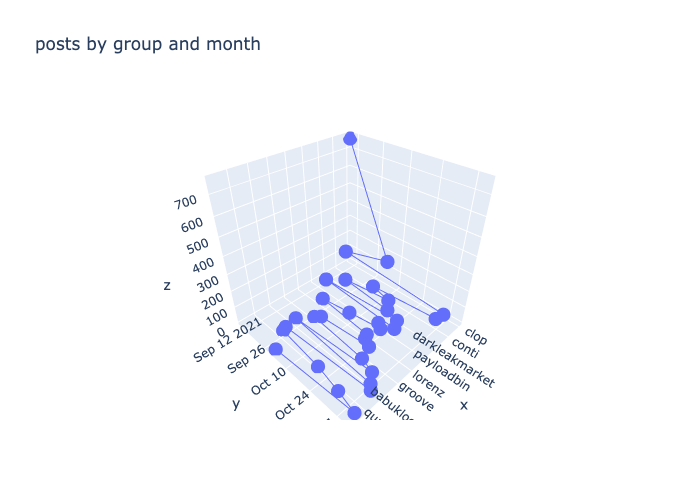 posts by group and month
700
600
500
400
300
200
100
0
z
Sep 12 2021
Sep 26
Oct 10
Oct 24
y
clop
conti
darkleakmarket
payloadbin
lorenz
groove
x